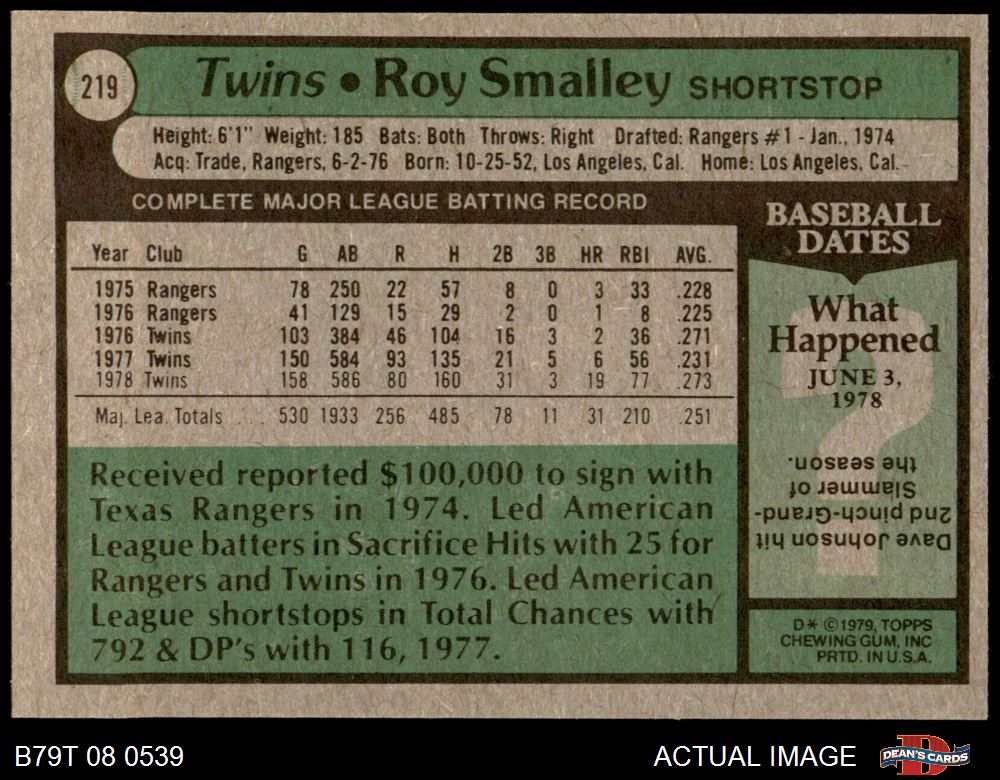 219
Twins • Roy Smalley SHORTSTOP
Height: 6'1" Weight: 185 Bats: Both Throws: Right Drafted: Rangers #1 - Jan., 1974
Acq: Trade, Rangers, 6-2-76 Born: 10-25-52, Los Angeles, Cal. Home: Los Angeles, Cal.
COMPLETE MAJOR LEAGUE BATTING RECORD
Year Club G AB R H 2B 3B HR RBI AVG.
1975 Rangers 78 250 22 57 8 0 3 33 .228
1976 Rangers 41 129 15 29 2 0 1 8 .225
1976 Twins 103 384 46 104 16 3 2 36 .271
1977 Twins 150 584 93 135 21 5 6 56 .231
1978 Twins 158 586 80 160 31 3 19 77 .273
Maj. Lea. Totals 530 1933 256 485 78 11 31 210 .251
Received reported $100,000 to sign with
Texas Rangers in 1974. Led American
League batters in Sacrifice Hits with 25 for
Rangers and Twins in 1976. Led American
League shortstops in Total Chances with
792 & DP's with 116, 1977.
BASEBALL
DATES
What
Happened
JUNE 3,
1978
Dave Johnson hit
2nd pinch-Grand-
Slammer of
the season.
D* ©1979, TOPPS
CHEWING GUM, INC
PRTD. IN U.S.A.
B79T 08 0539
ACTUAL IMAGE
DEAN'S CARDS